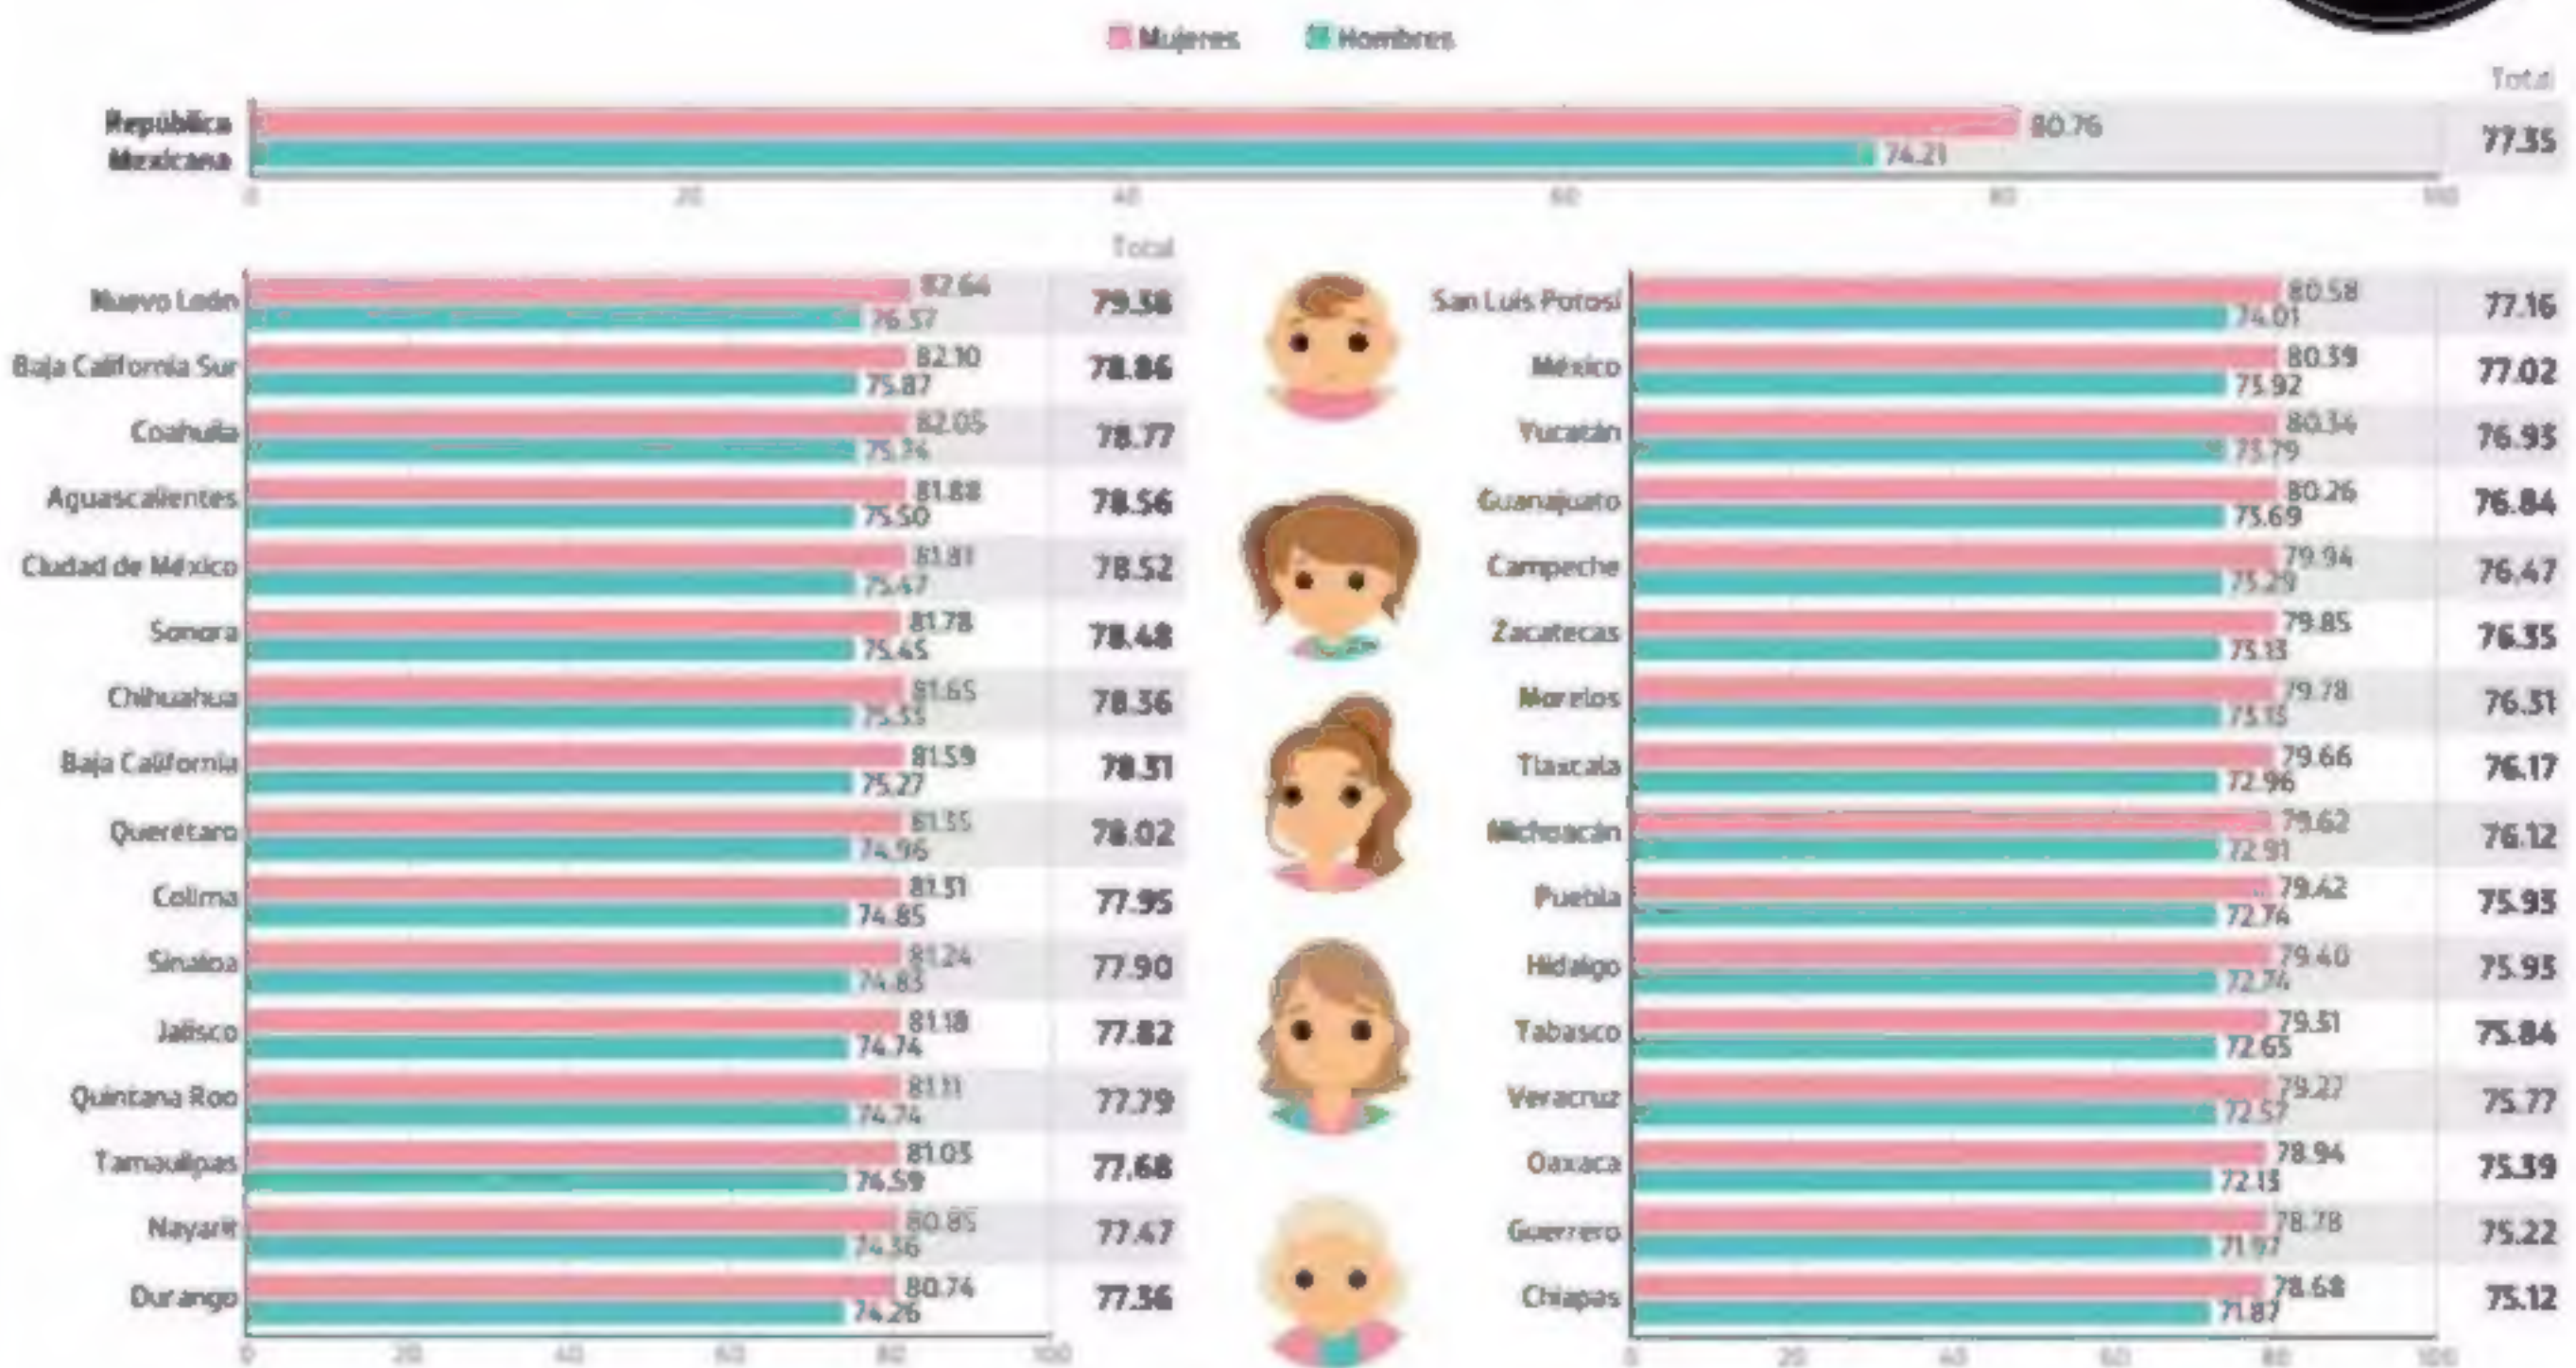 Mujeres Hombres
Total
República Mexicana 80.76 74.21 77.35
0 20 40 60 80 100
Total
Nuevo León 82.64 76.37 79.38
Baja California Sur 82.10 75.87 78.86
Coahuila 82.05 78.77
Aguascalientes 81.88 75.50 78.56
Ciudad de México 81.81 75.47 78.52
Sonora 81.78 75.45 78.48
Chihuahua 81.65 78.36
Baja California 81.59 75.27 78.31
Querétaro 74.96 78.02
Colima 81.31 74.85 77.95
Sinaloa 81.24 74.83 77.90
Jalisco 81.18 74.74 77.82
Quintana Roo 81.11 74.74 77.79
Tamaulipas 81.03 74.59 77.68
Nayarit 80.85 74.36 77.47
Durango 80.74 74.26 77.36
0 20 40 60 80 100
San Luis Potosí 80.58 74.01 77.16
México 80.39 73.92 77.02
Yucatán 80.34 73.79 76.93
Guanajuato 80.26 73.69 76.84
Campeche 79.94 73.29 76.47
Zacatecas 79.85 73.13 76.35
Morelos 79.78 76.31
Tlaxcala 79.66 72.96 76.17
Michoacán 79.62 72.91 76.12
Puebla 79.42 72.74 75.93
Hidalgo 79.40 72.74 75.93
Tabasco 79.31 72.65 75.84
Veracruz 79.27 72.57 75.77
Oaxaca 78.94 72.13 75.39
Guerrero 78.78 71.97 75.22
Chiapas 78.68 71.87 75.12
0 20 40 60 80 100